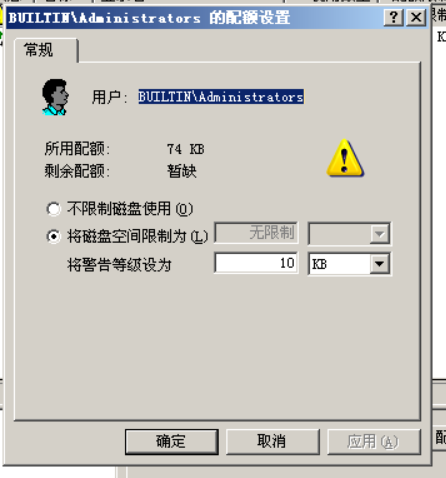 BUILTIN\Administrators 的配额设置
常规
用户: BUILTIN\Administrators
所用配额: 74 KB
剩余配额: 暂缺
不限制磁盘使用(O)
将磁盘空间限制为(L) 无限制
将警告等级设为 10 KB
确定 取消 应用(A)